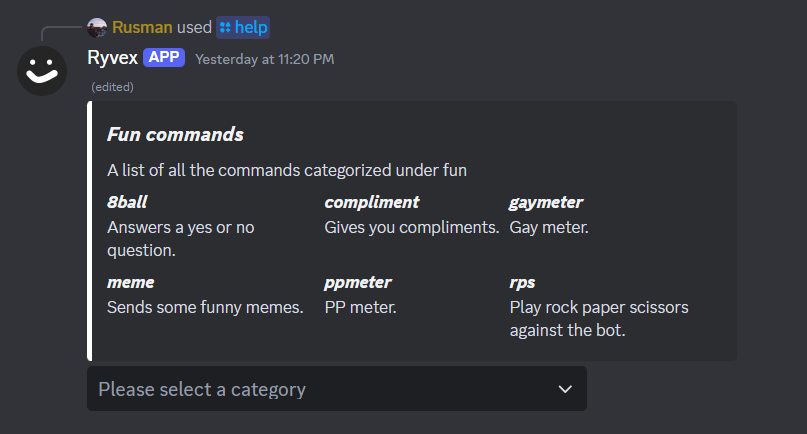 Rusman used help
Ryvex APP Yesterday at 11:20 PM
(edited)
Fun commands
A list of all the commands categorized under fun
8ball
Answers a yes or no
question.
compliment
Gives you compliments.
gaymeter
Gay meter.
meme
Sends some funny memes.
ppmeter
PP meter.
rps
Play rock paper scissors
against the bot.
Please select a category